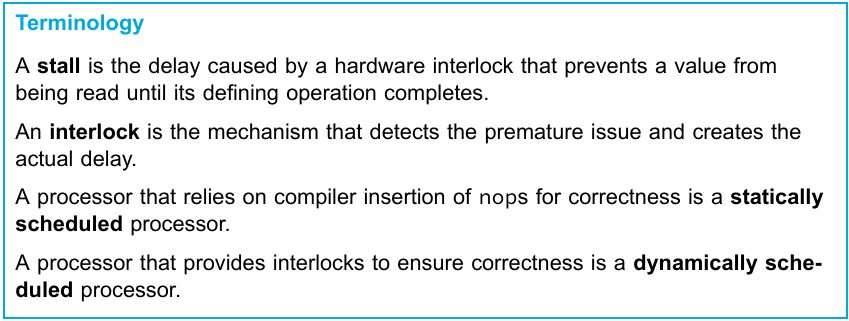 Terminology
A stall is the delay caused by a hardware interlock that prevents a value from
being read until its defining operation completes.
An interlock is the mechanism that detects the premature issue and creates the
actual delay.
A processor that relies on compiler insertion of nops for correctness is a statically
scheduled processor.
A processor that provides interlocks to ensure correctness is a dynamically sche-
duled processor.